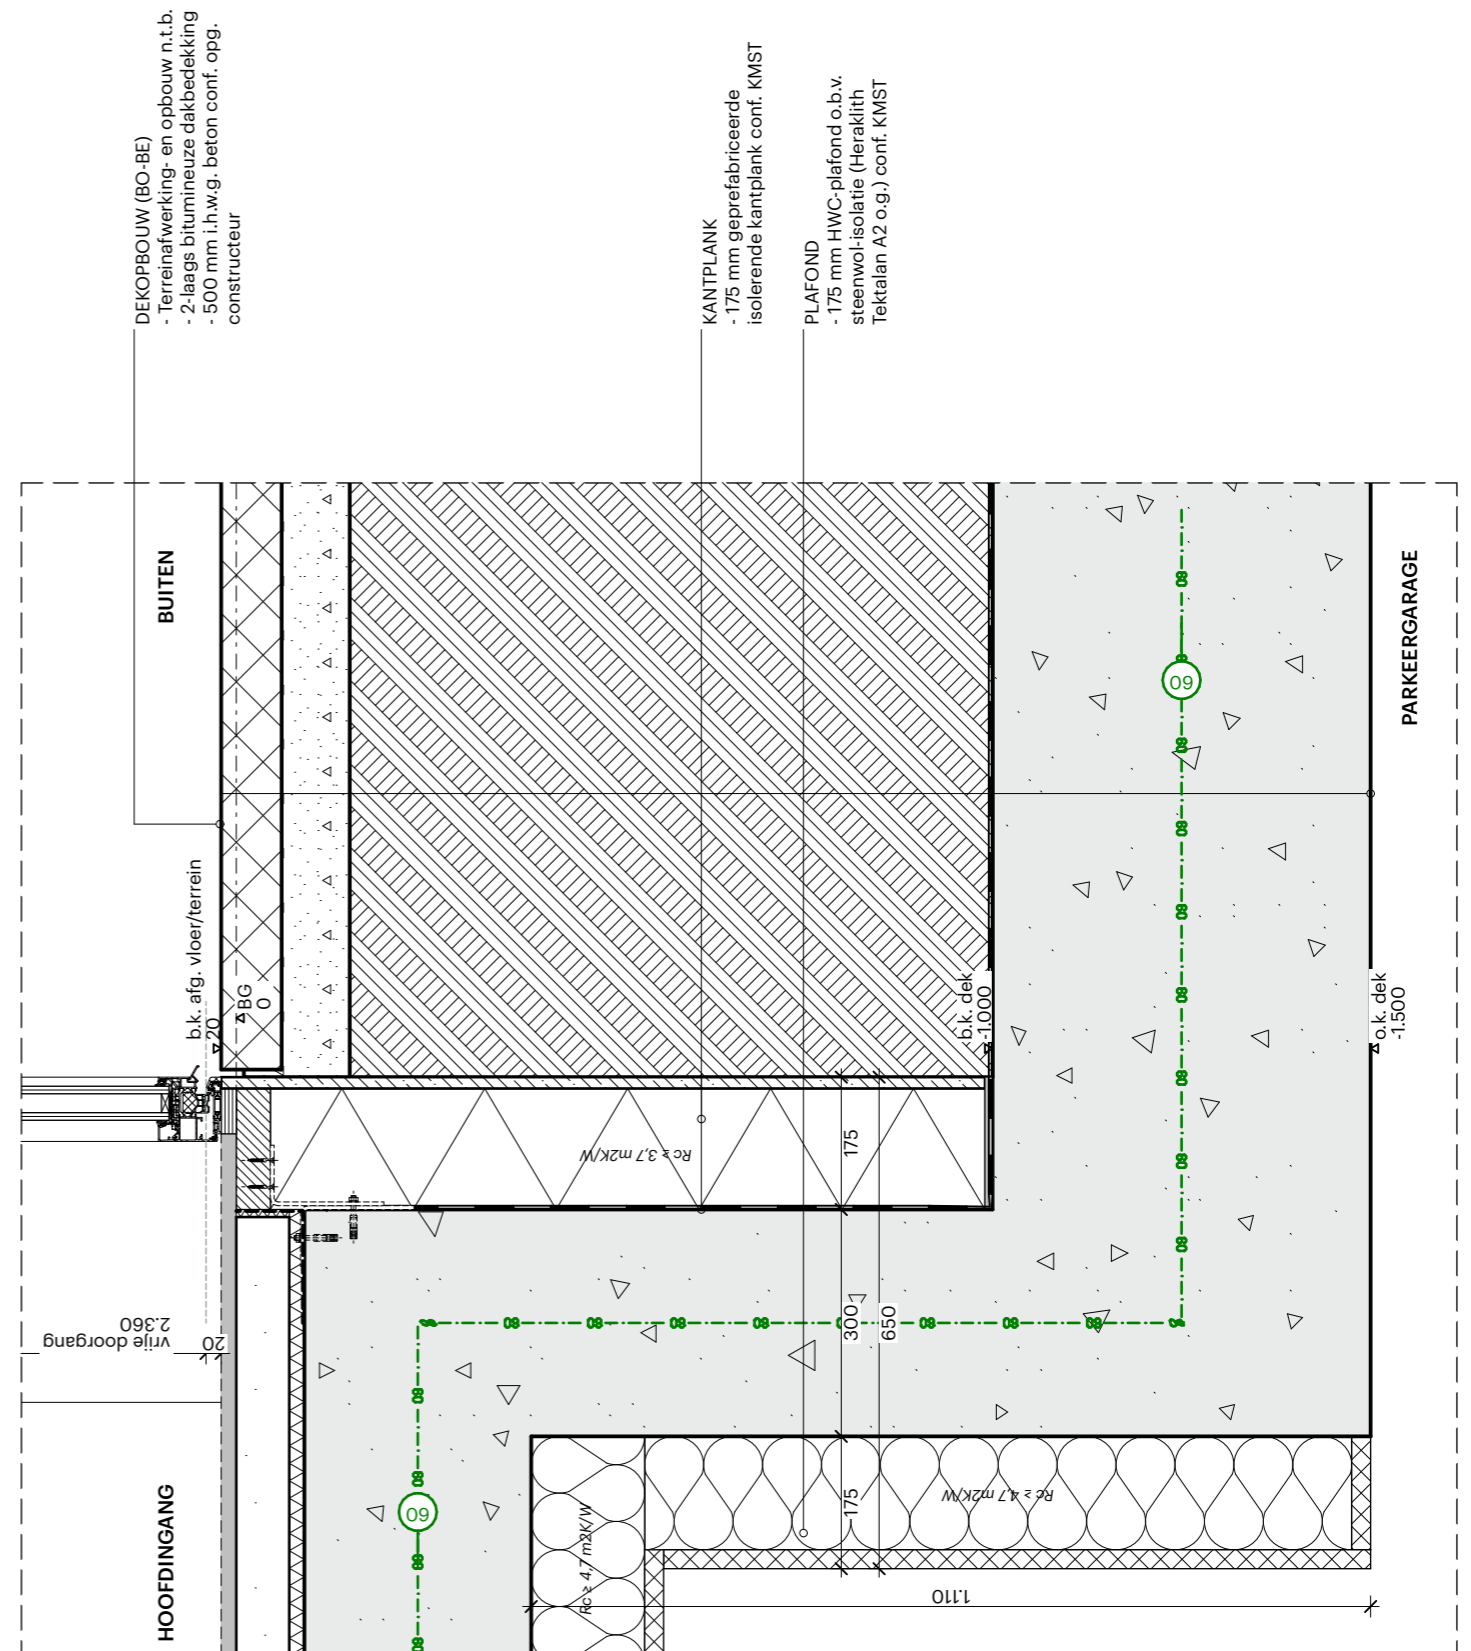 DEKOPBOUW (BO-BE)
- Terreinafwerking- en opbouw n.t.b.
- 2-laags bitumineuze dakbedekking
- 500 mm i.h.w.g. beton conf. opg.
constructeur
KANTPLANK
- 175 mm geprefabriceerde
isolerende kantplank conf. KMST
PLAFOND
- 175 mm HWC-plafond o.b.v.
steenwol-isolatie (Heraklith
Tektalan A2 o.g.) conf. KMST
BUITEN
PARKEERGARAGE
HOOFDINGANG
b.k. afg. vloer/terrein
20
BG
0
b.k. dek
-1.000
o.k. dek
-1.500
vrije doorgang
2.360
20
Rc ≥ 3,7 m2K/W
175
300
650
175
Rc ≥ 4,7 m2K/W
Rc ≥ 4,7 m2K/W
1.110
60
60